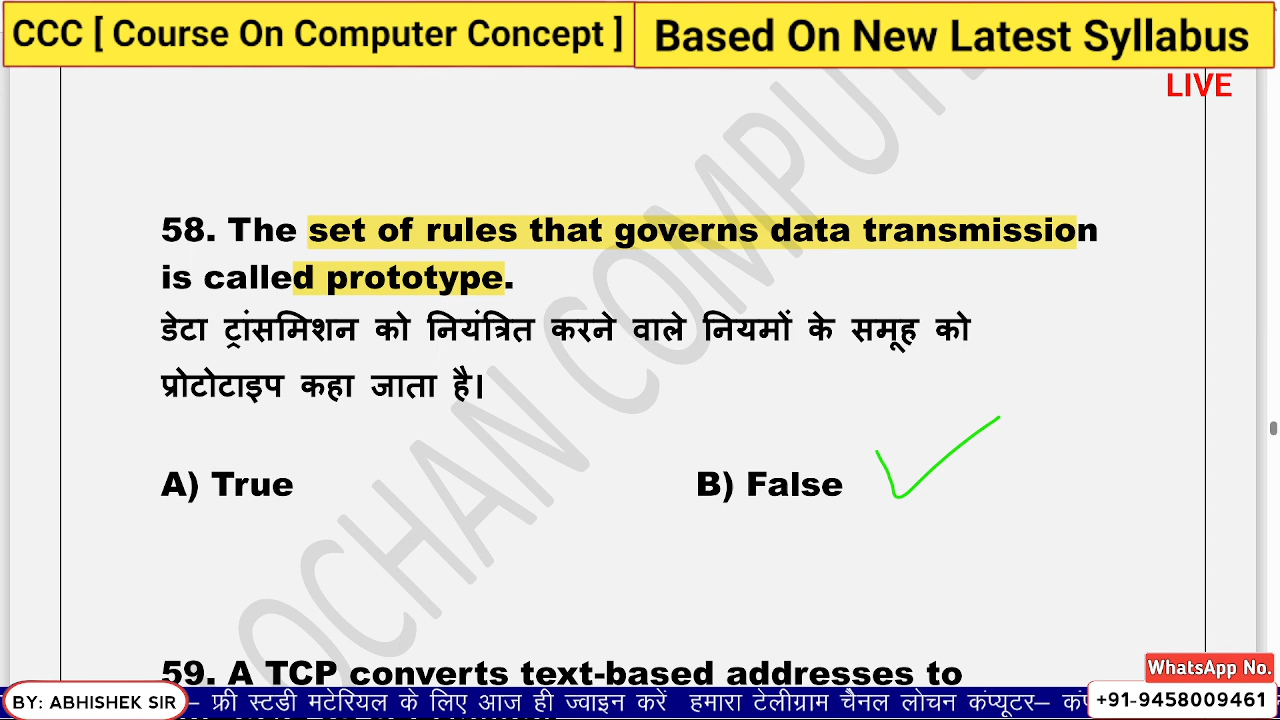 CCC [ Course On Computer Concept ]
Based On New Latest Syllabus
LIVE
OCHAN COMPUT
58. The set of rules that governs data transmission
is called prototype.
डेटा ट्रांसमिशन को नियंत्रित करने वाले नियमों के समूह को
प्रोटोटाइप कहा जाता है।
A) True
B) False
59. A TCP converts text-based addresses to
WhatsApp No.
BY: ABHISHEK SIR
– फ्री स्टडी मटेरियल के लिए आज ही ज्वाइन करें हमारा टेलीग्राम चैनल लोचन कंप्यूटर–
+91-9458009461